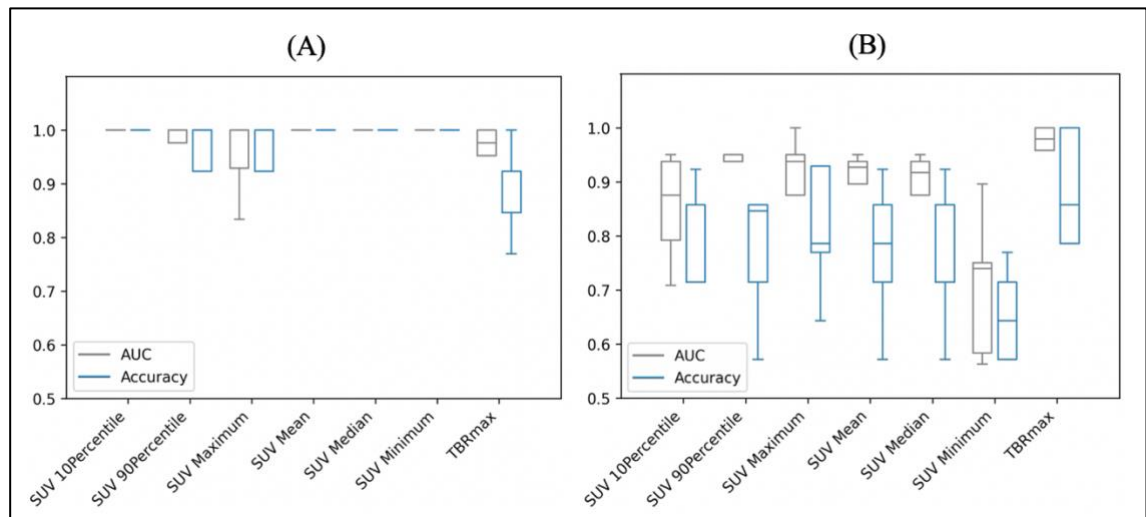 (A)
1.0
0.9
0.8
0.7
0.6
0.5
AUC
Accuracy
SUV 10Percentile
SUV 90Percentile
SUV Maximum
SUV Mean
SUV Median
SUV Minimum
TBRmax
(B)
1.0
0.9
0.8
0.7
0.6
0.5
AUC
Accuracy
SUV 10Percentile
SUV 90Percentile
SUV Maximum
SUV Mean
SUV Median
SUV Minimum
TBRmax